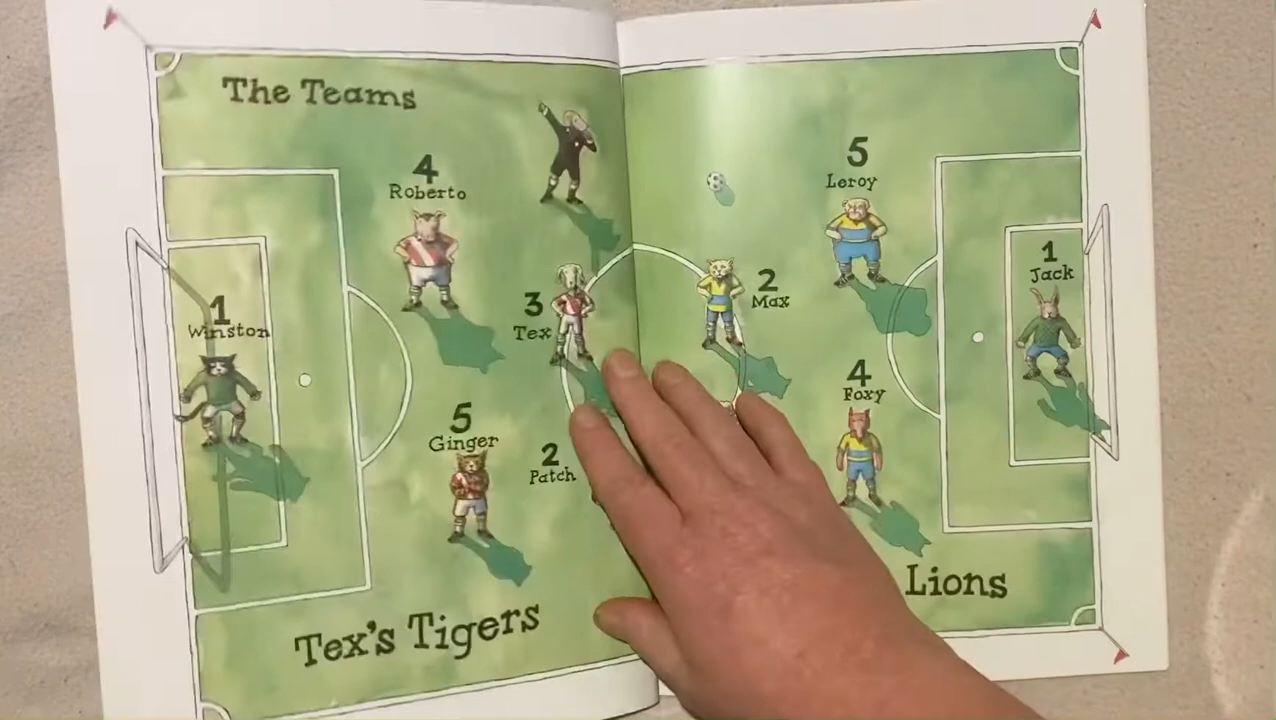 The Teams
4
Roberto
3
Tex
1
Winston
5
Ginger
2
Patch
Tex's Tigers
5
Leroy
2
Max
1
Jack
4
Foxy
Lions